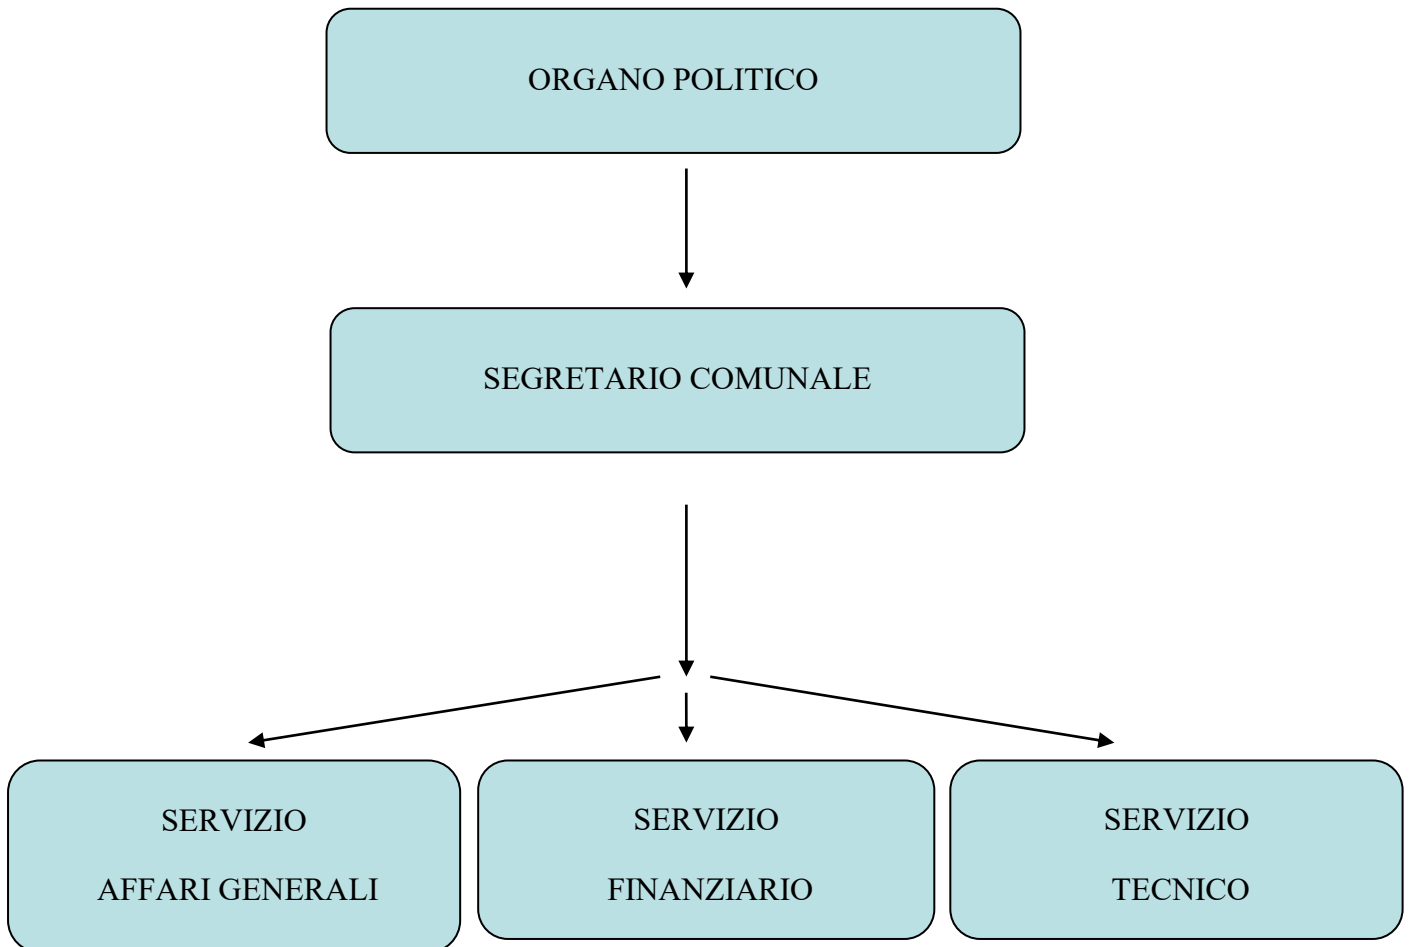 ORGANO POLITICO
SEGRETARIO COMUNALE
SERVIZIO
AFFARI GENERALI
SERVIZIO
FINANZIARIO
SERVIZIO
TECNICO